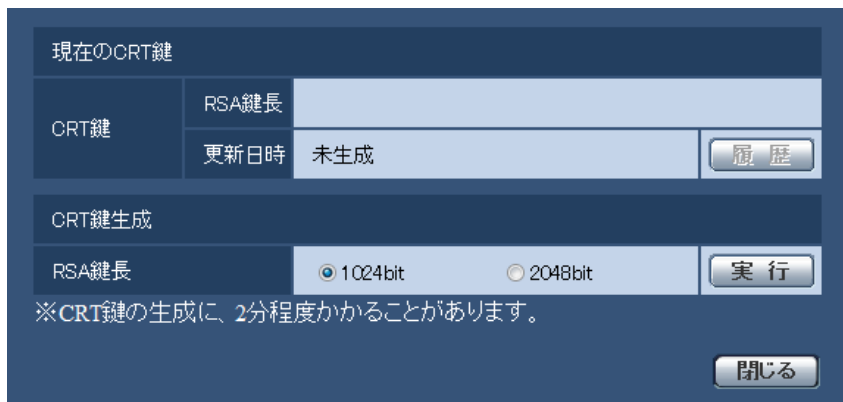 現在のCRT鍵
CRT鍵
RSA鍵長
更新日時 未生成 履歴
CRT鍵生成
RSA鍵長 1024bit 2048bit 実行
※CRT鍵の生成に、2分程度かかることがあります。
閉じる